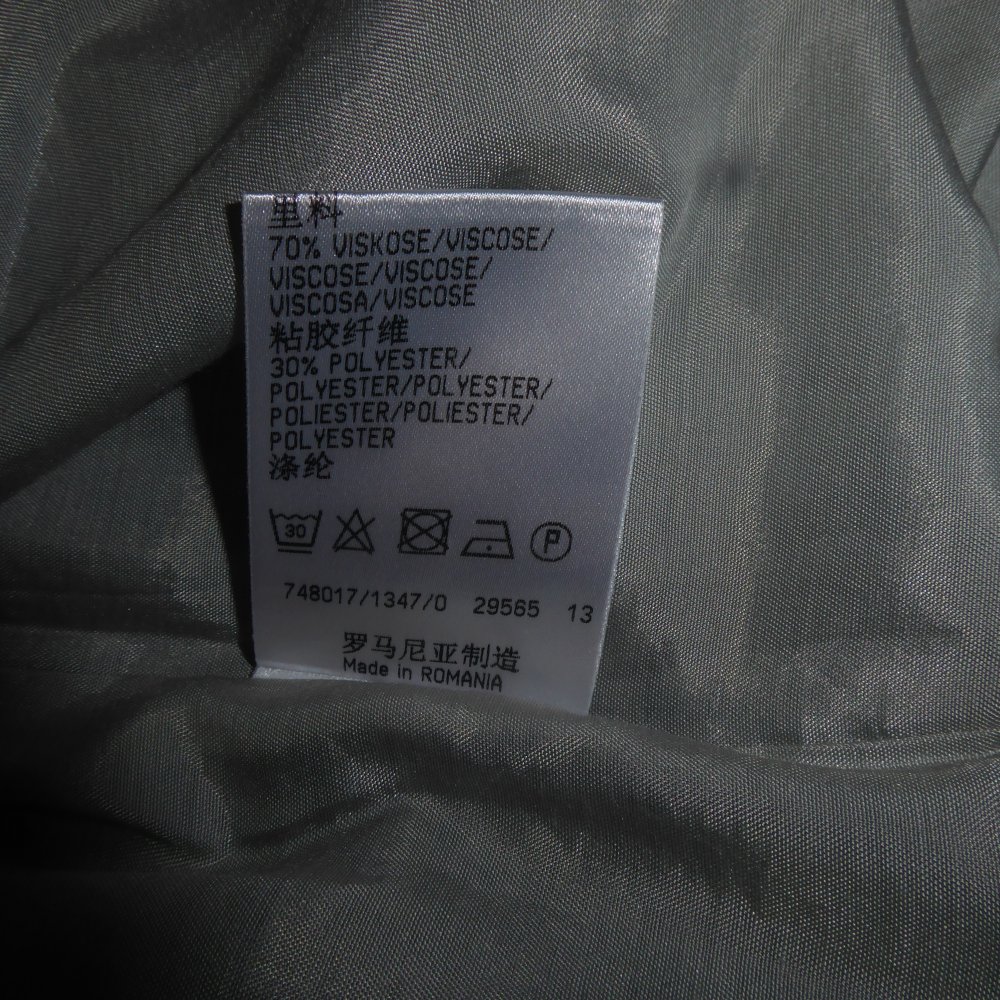 里料
70% VISKOSE/VISCOSE/
VISCOSE/VISCOSE/
VISCOSA/VISCOSE
粘胶纤维
30% POLYESTER/
POLYESTER/POLYESTER/
POLIESTER/POLIESTER/
POLYESTER
涤纶
30 P
748017/1347/0 29565 13
罗马尼亚制造
Made in ROMANIA